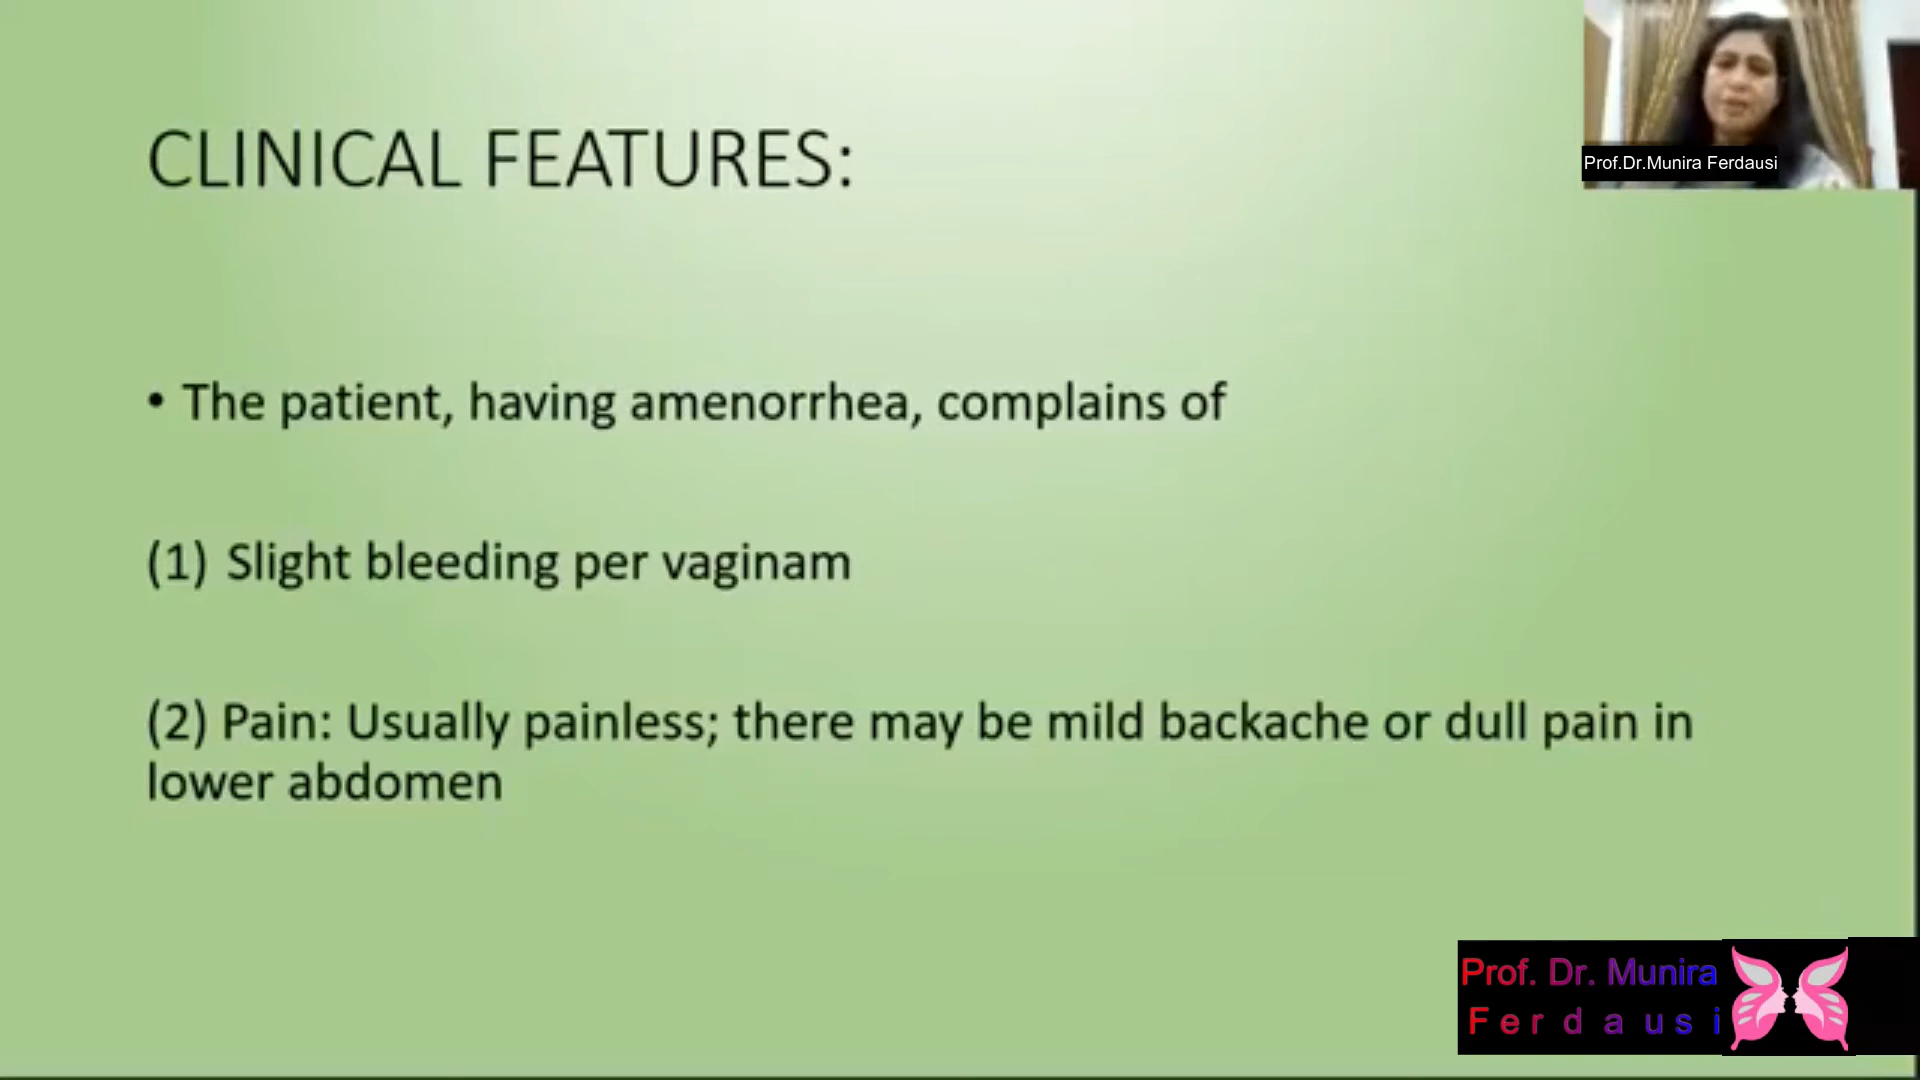 CLINICAL FEATURES:
Prof.Dr.Munira Ferdausi
• The patient, having amenorrhea, complains of
(1) Slight bleeding per vaginam
(2) Pain: Usually painless; there may be mild backache or dull pain in
lower abdomen
Prof. Dr. Munira
Ferdausi